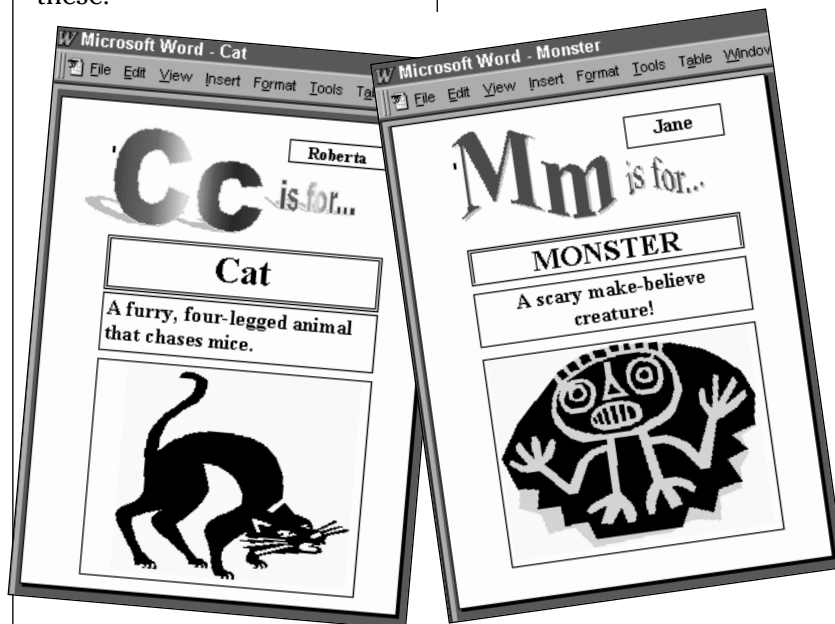 these.
Microsoft Word - Cat
File Edit View Insert Format Tools
Cc is for...
Roberta
Cat
A furry, four-legged animal
that chases mice.
Microsoft Word - Monster
File Edit View Insert Format Tools Table Window
Mm is for...
Jane
MONSTER
A scary make-believe
creature!